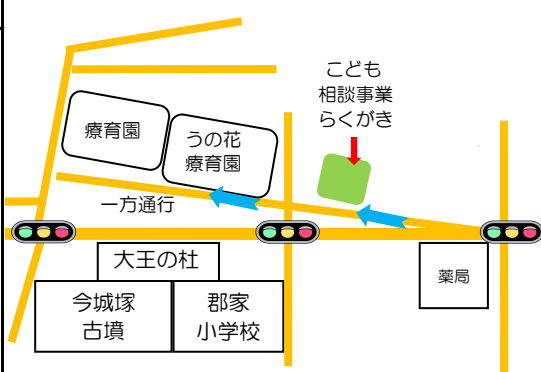 こども
相談事業
らくがき
療育園
うの花
療育園
一方通行
大王の杜
薬局
今城塚
古墳
郡家
小学校